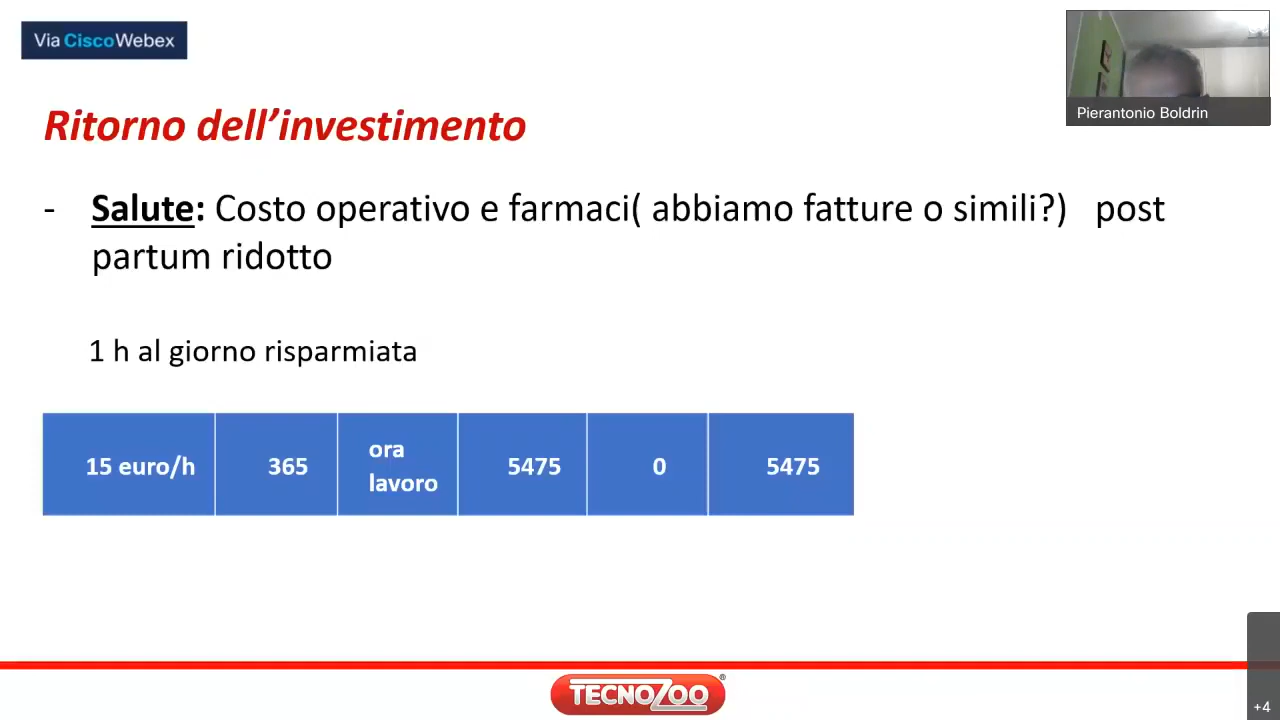 Via CiscoWebex
Pierantonio Boldrin
Ritorno dell’investimento
- Salute: Costo operativo e farmaci( abbiamo fatture o simili?) post
partum ridotto
1 h al giorno risparmiata
15 euro/h 365 ora lavoro 5475 0 5475
TECNOZOO®
+4